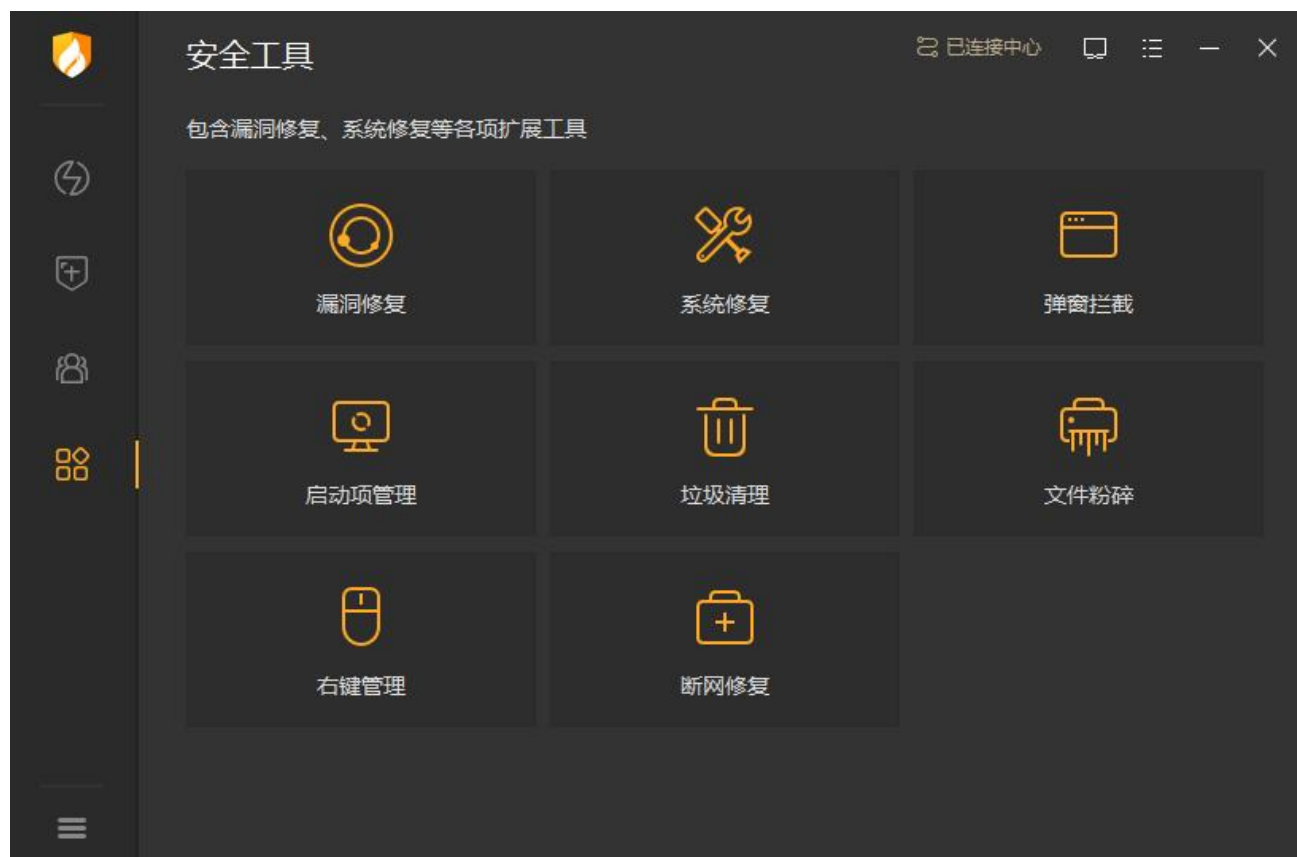 安全工具
已连接中心
包含漏洞修复、系统修复等各项扩展工具
漏洞修复
系统修复
弹窗拦截
启动项管理
垃圾清理
文件粉碎
右键管理
断网修复